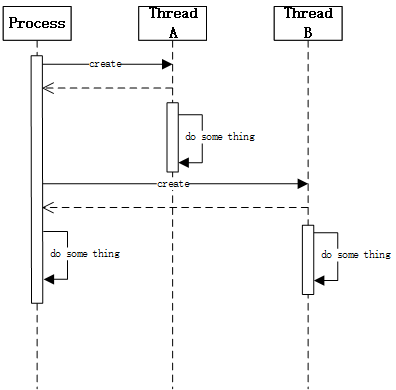 Process
Thread
A
Thread
B
create
do some thing
create
do some thing
do some thing